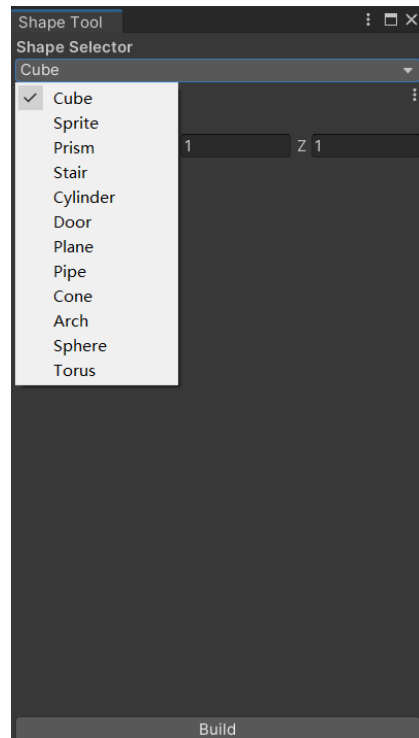 Shape Tool
Shape Selector
Cube
Cube
Sprite
Prism
1 Z 1
Stair
Cylinder
Door
Plane
Pipe
Cone
Arch
Sphere
Torus
Build